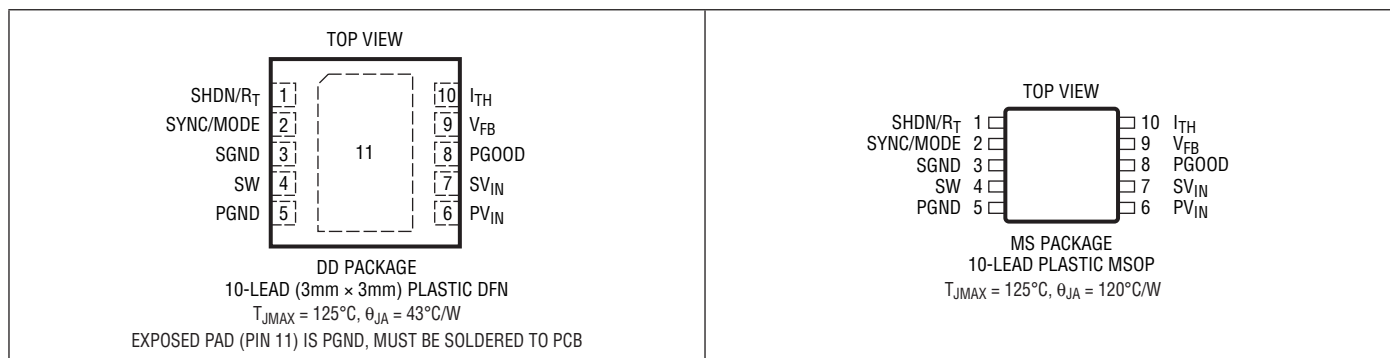 TOP VIEW
SHDN/RT 1 10 ITH
SYNC/MODE 2 9 VFB
SGND 3 11 8 PGOOD
SW 4 7 SVIN
PGND 5 6 PVIN
DD PACKAGE
10-LEAD (3mm × 3mm) PLASTIC DFN
TJMAX = 125°C, θJA = 43°C/W
EXPOSED PAD (PIN 11) IS PGND, MUST BE SOLDERED TO PCB
TOP VIEW
SHDN/RT 1 10 ITH
SYNC/MODE 2 9 VFB
SGND 3 8 PGOOD
SW 4 7 SVIN
PGND 5 6 PVIN
MS PACKAGE
10-LEAD PLASTIC MSOP
TJMAX = 125°C, θJA = 120°C/W